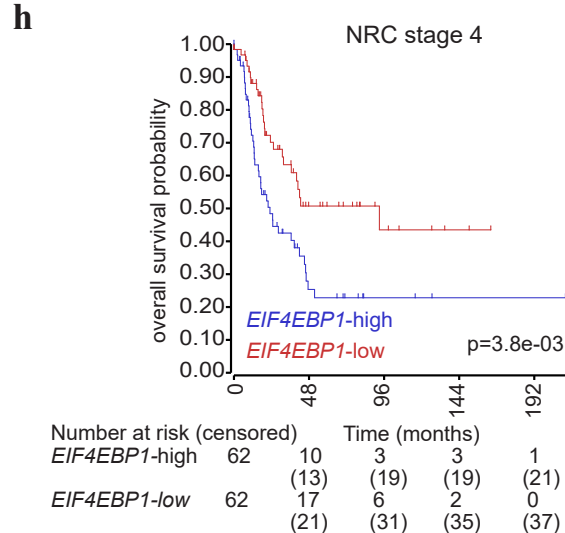 h
NRC stage 4
overall survival probability
1.00
0.90
0.80
0.70
0.60
0.50
0.40
0.30
0.20
0.10
0.00
EIF4EBP1-high
EIF4EBP1-low
p=3.8e-03
0 48 96 144 192
Number at risk (censored) Time (months)
EIF4EBP1-high 62 10 3 3 1
(13) (19) (19) (21)
EIF4EBP1-low 62 17 6 2 0
(21) (31) (35) (37)